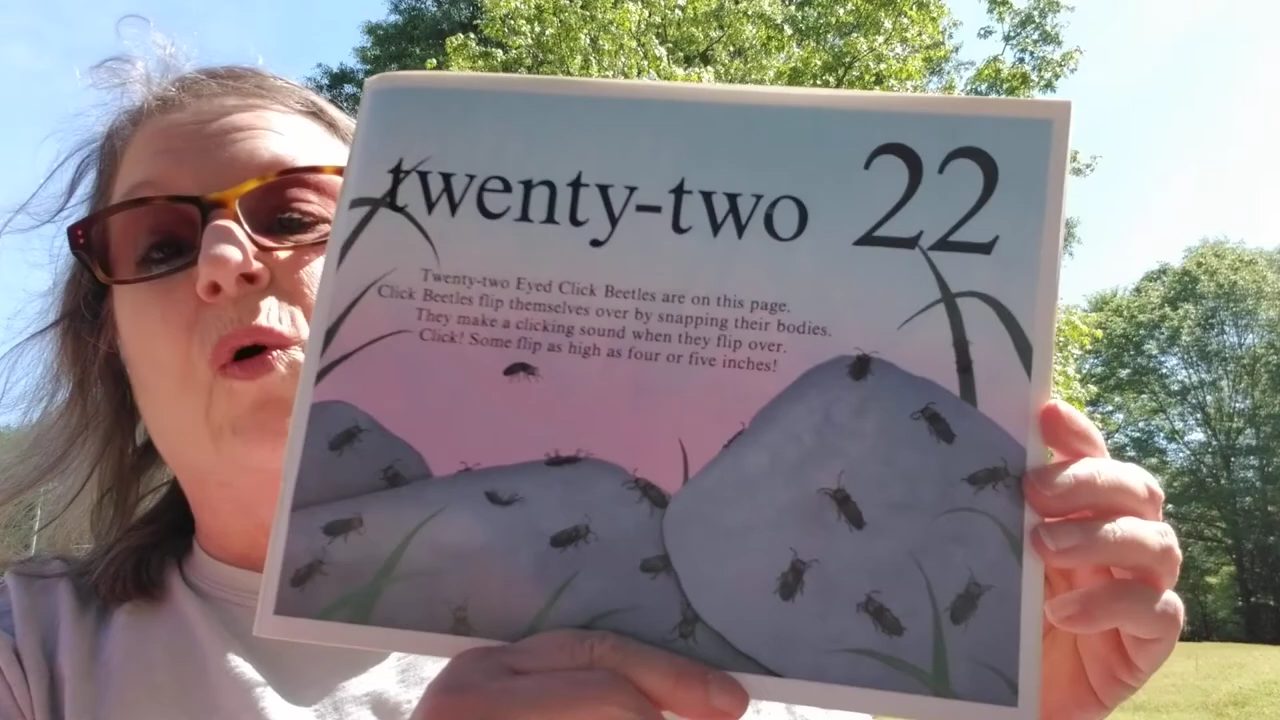 twenty-two 22
Twenty-two Eyed Click Beetles are on this page.
Click Beetles flip themselves over by snapping their bodies.
They make a clicking sound when they flip over.
Click! Some flip as high as four or five inches!